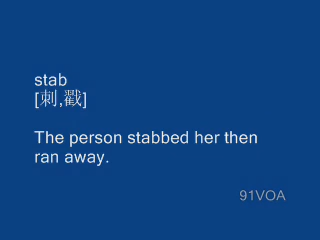 stab
[刺,戳]
The person stabbed her then
ran away.
91VOA